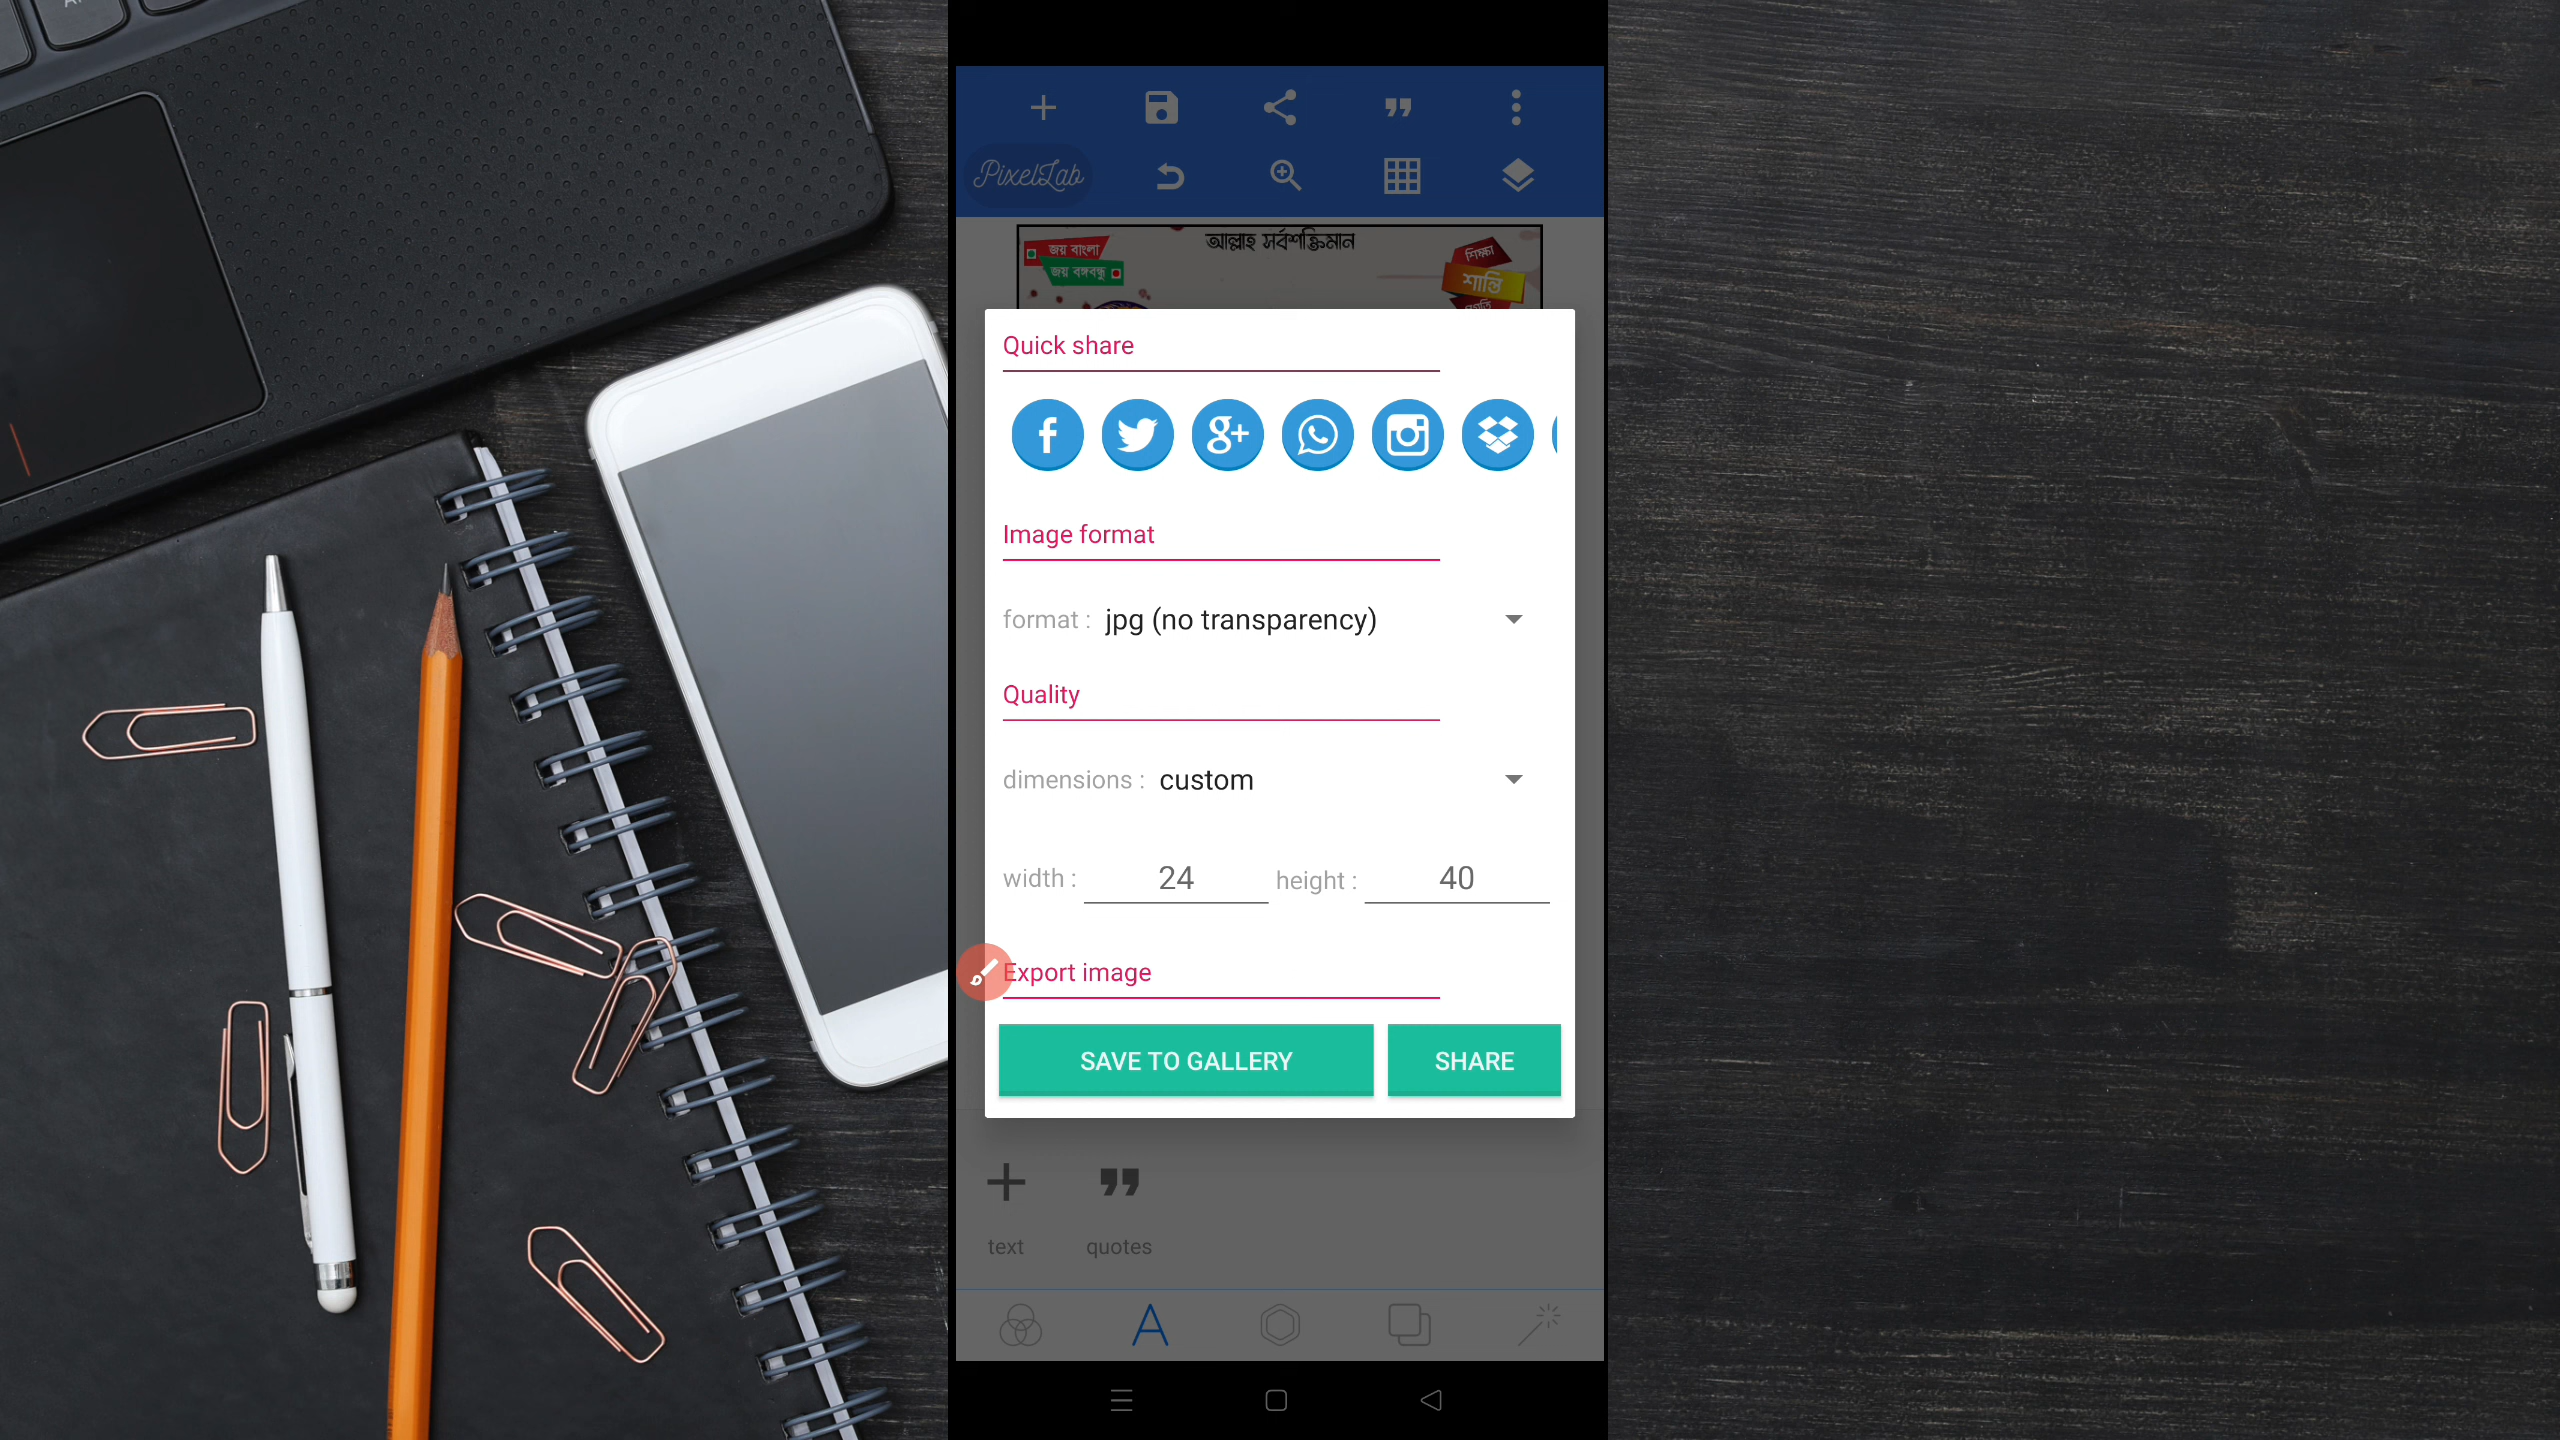 PixelLab
আল্লাহ সর্বশক্তিমান
জয় বাংলা
জয় বঙ্গবন্ধু
শিক্ষা
শান্তি
Quick share
Image format
format : jpg (no transparency)
Quality
dimensions : custom
width : 24 height : 40
Export image
SAVE TO GALLERY SHARE
text quotes